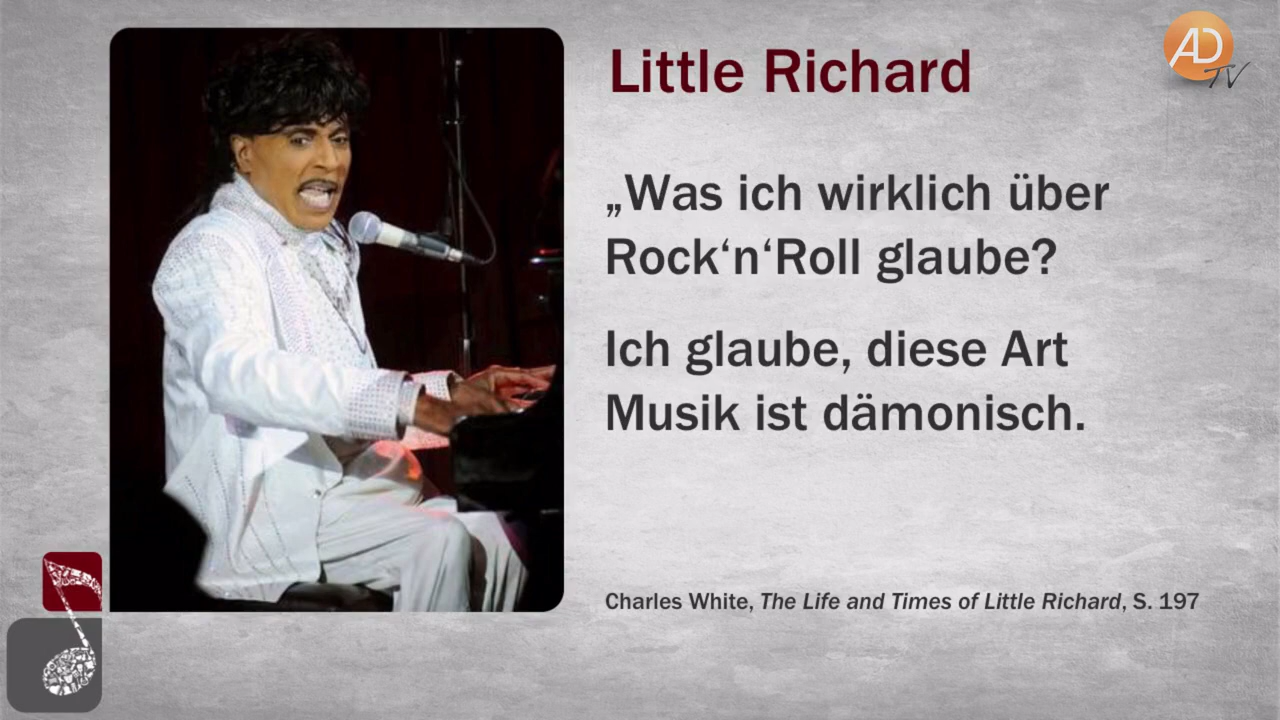 Little Richard
AD
TV
„Was ich wirklich über
Rock‘n‘Roll glaube?
Ich glaube, diese Art
Musik ist dämonisch.
Charles White, The Life and Times of Little Richard, S. 197